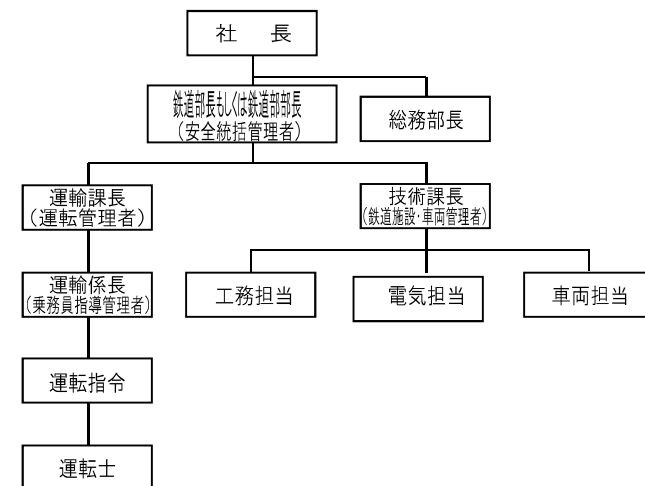 社　長
鉄道部長もしくは鉄道部部長
（安全統括管理者）
総務部長
運輸課長
（運転管理者）
技術課長
（鉄道施設・車両管理者）
運輸係長
（乗務員指導管理者）
工務担当
電気担当
車両担当
運転指令
運転士